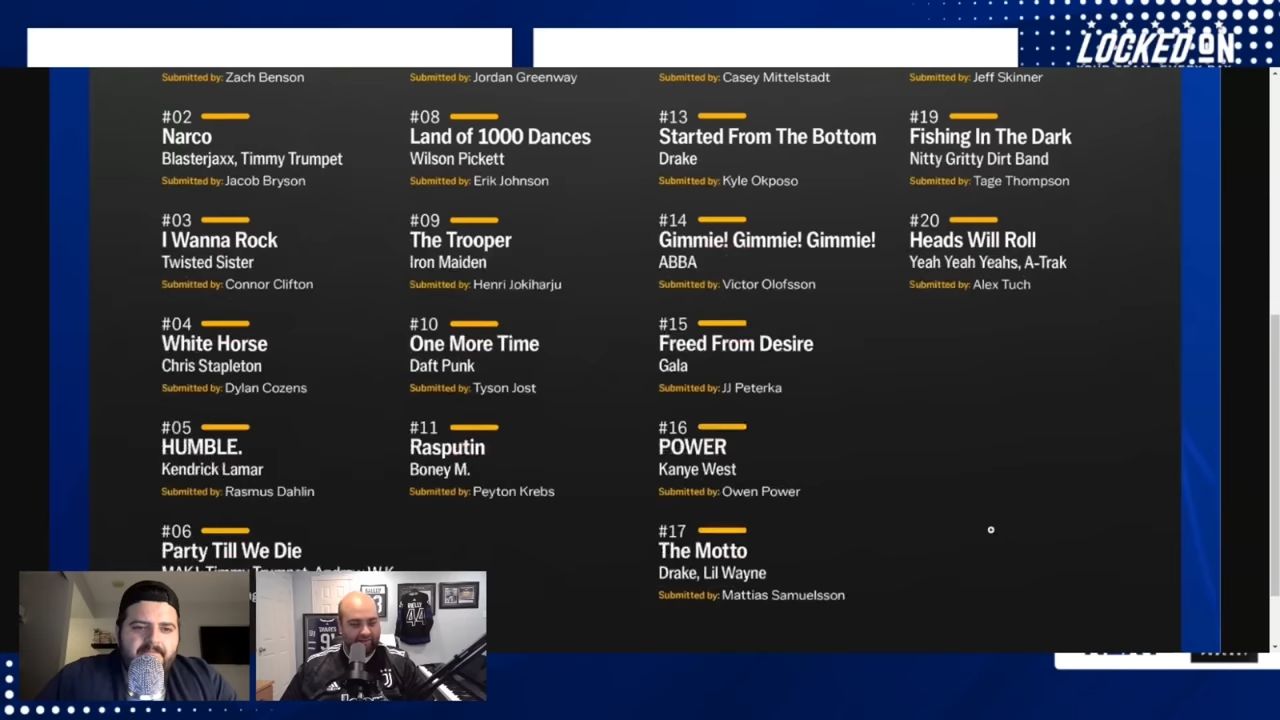 LOCKED ON
Submitted by: Zach Benson
#02
Narco
Blasterjaxx, Timmy Trumpet
Submitted by: Jacob Bryson
#03
I Wanna Rock
Twisted Sister
Submitted by: Connor Clifton
#04
White Horse
Chris Stapleton
Submitted by: Dylan Cozens
#05
HUMBLE.
Kendrick Lamar
Submitted by: Rasmus Dahlin
#06
Party Till We Die
Submitted by: Jordan Greenway
#08
Land of 1000 Dances
Wilson Pickett
Submitted by: Erik Johnson
#09
The Trooper
Iron Maiden
Submitted by: Henri Jokiharju
#10
One More Time
Daft Punk
Submitted by: Tyson Jost
#11
Rasputin
Boney M.
Submitted by: Peyton Krebs
Submitted by: Casey Mittelstadt
#13
Started From The Bottom
Drake
Submitted by: Kyle Okposo
#14
Gimmie! Gimmie! Gimmie!
ABBA
Submitted by: Victor Olofsson
#15
Freed From Desire
Gala
Submitted by: JJ Peterka
#16
POWER
Kanye West
Submitted by: Owen Power
#17
The Motto
Drake, Lil Wayne
Submitted by: Mattias Samuelsson
Submitted by: Jeff Skinner
#19
Fishing In The Dark
Nitty Gritty Dirt Band
Submitted by: Tage Thompson
#20
Heads Will Roll
Yeah Yeah Yeahs, A-Trak
Submitted by: Alex Tuch
44